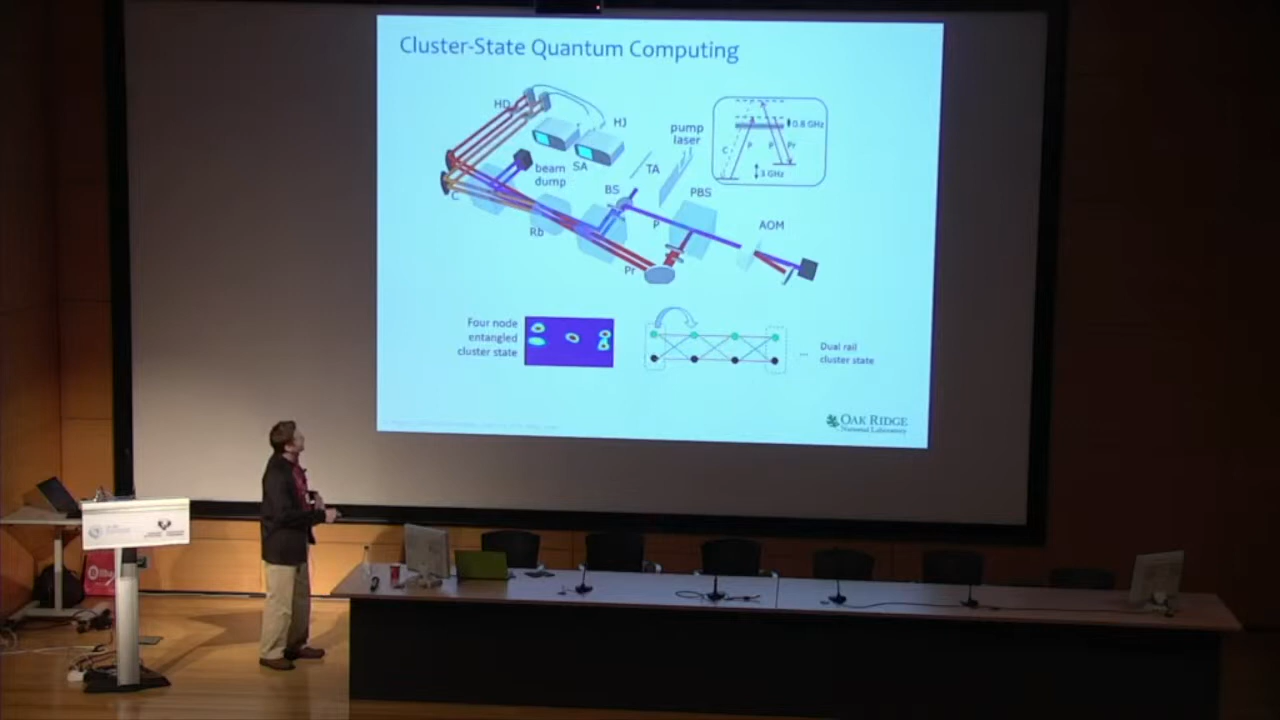 Cluster-State Quantum Computing
HD
HJ
SA
beam
dump
C
Rb
BS
TA
pump
laser
PBS
P
Pr
AOM
0.8 GHz
C
P
P
Pr
3 GHz
Four node
entangled
cluster state
...
Dual rail
cluster state
OAK RIDGE
National Laboratory